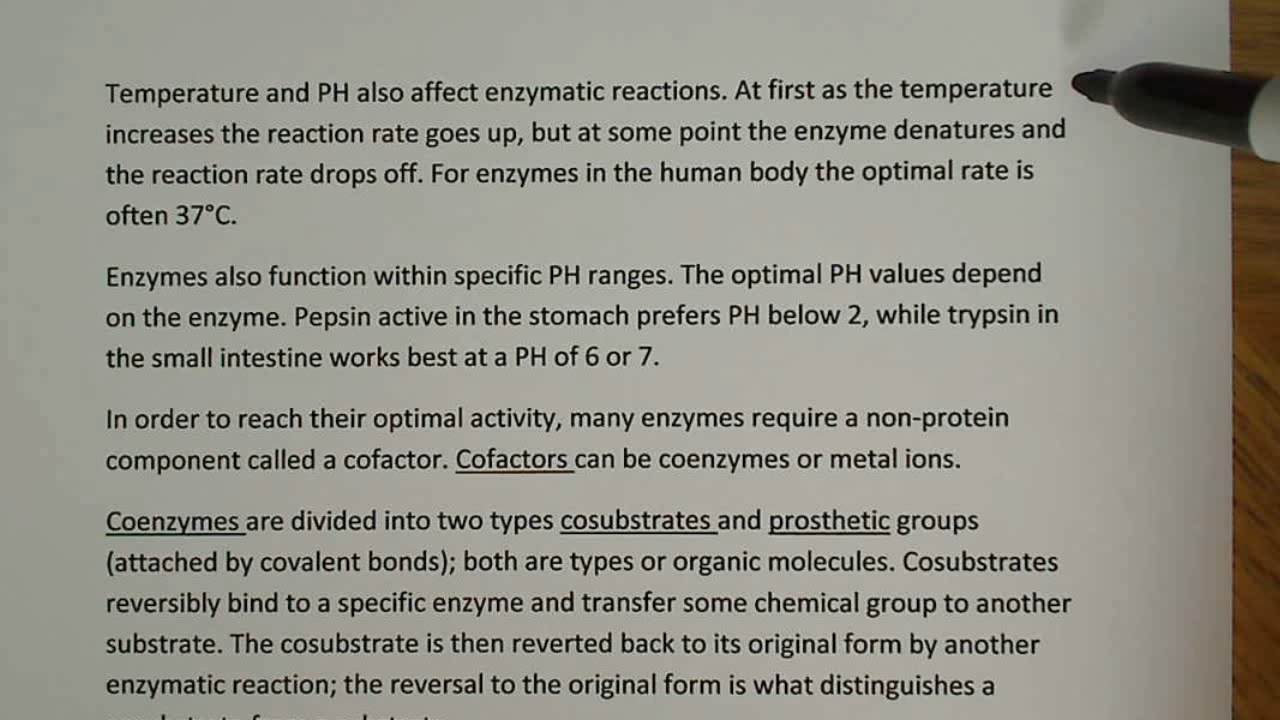 Temperature and PH also affect enzymatic reactions. At first as the temperature
increases the reaction rate goes up, but at some point the enzyme denatures and
the reaction rate drops off. For enzymes in the human body the optimal rate is
often 37°C.
Enzymes also function within specific PH ranges. The optimal PH values depend
on the enzyme. Pepsin active in the stomach prefers PH below 2, while trypsin in
the small intestine works best at a PH of 6 or 7.
In order to reach their optimal activity, many enzymes require a non-protein
component called a cofactor. Cofactors can be coenzymes or metal ions.
Coenzymes are divided into two types cosubstrates and prosthetic groups
(attached by covalent bonds); both are types or organic molecules. Cosubstrates
reversibly bind to a specific enzyme and transfer some chemical group to another
substrate. The cosubstrate is then reverted back to its original form by another
enzymatic reaction; the reversal to the original form is what distinguishes a